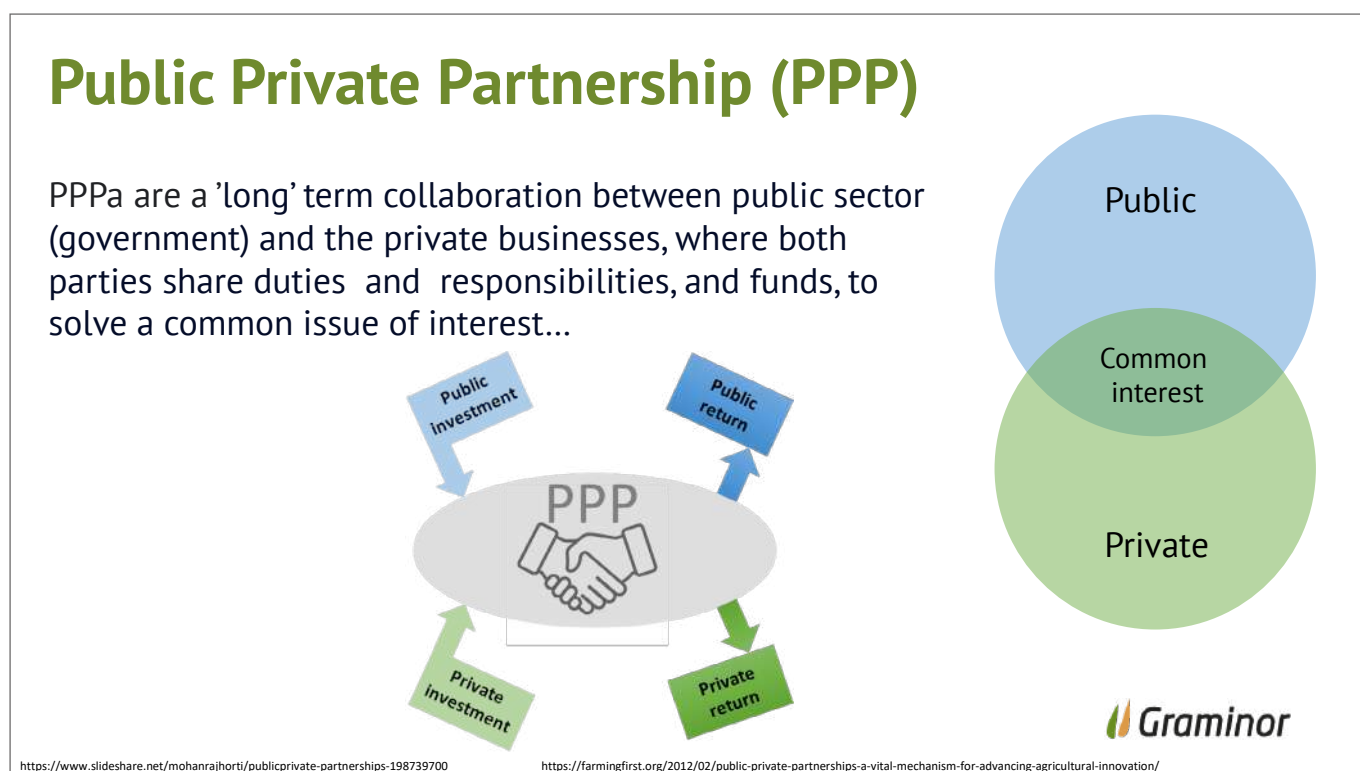 Public Private Partnership (PPP)
PPPa are a ’long’ term collaboration between public sector
(government) and the private businesses, where both
parties share duties  and  responsibilities, and funds, to
solve a common issue of interest...
Public
Common
interest
Private
Public
investment
Public
return
PPP
Private
investment
Private
return
Graminor
https://www.slideshare.net/mohanrajhorti/publicprivate-partnerships-198739700
https://farmingfirst.org/2012/02/public-private-partnerships-a-vital-mechanism-for-advancing-agricultural-innovation/